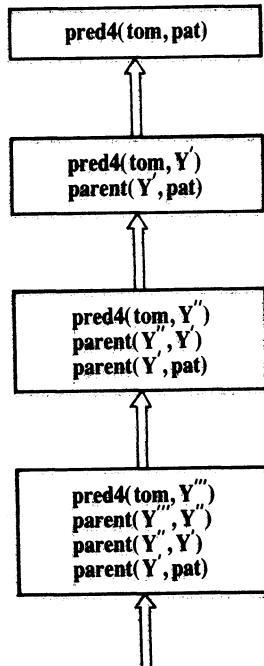 pred4(tom, pat)
pred4(tom, Y')
parent(Y', pat)
pred4(tom, Y'')
parent(Y'', Y')
parent(Y', pat)
pred4(tom, Y''')
parent(Y''', Y'')
parent(Y'', Y')
parent(Y', pat)